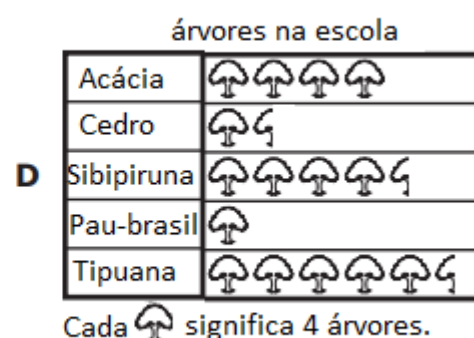 árvores na escola
Acácia
Cedro
D
Sibipiruna
Pau-brasil
Tipuana
Cada significa 4 árvores.